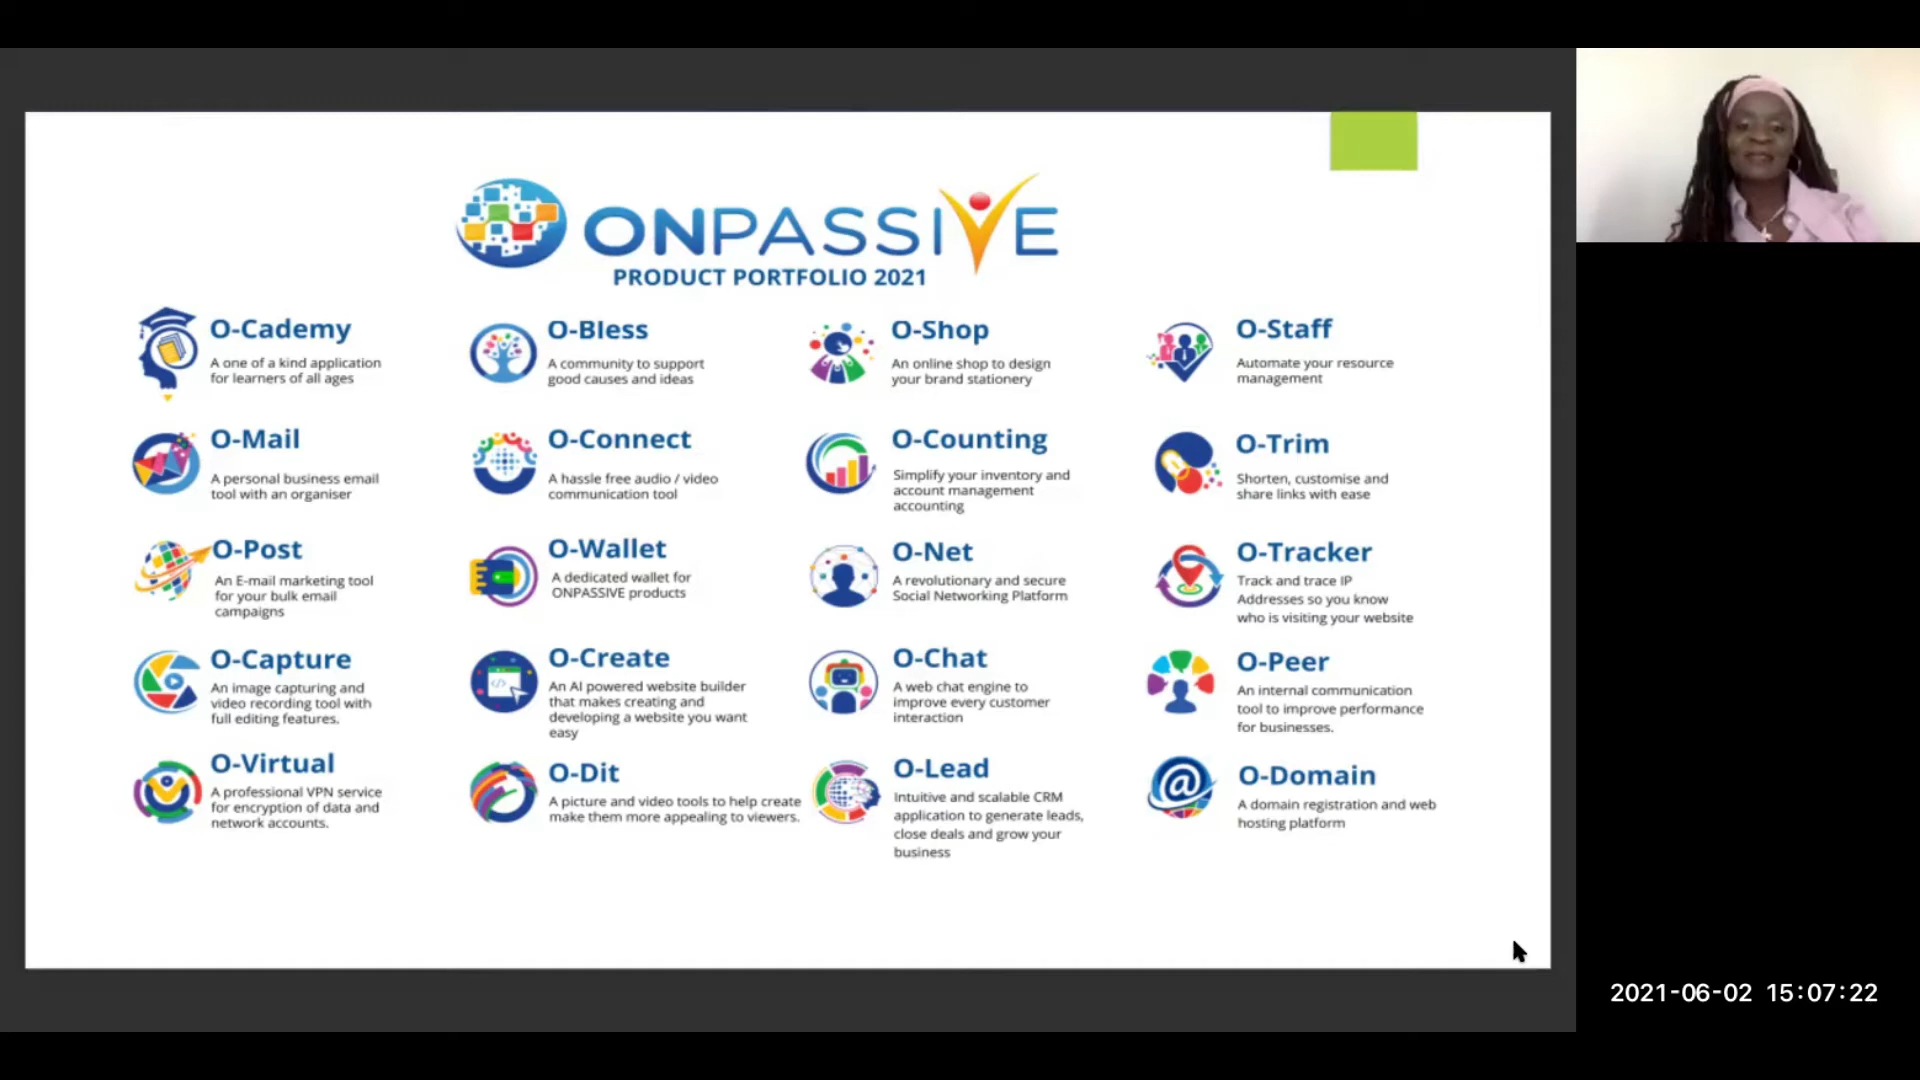 ONPASSIVE
PRODUCT PORTFOLIO 2021
O-Cademy
A one of a kind application
for learners of all ages
O-Bless
A community to support
good causes and ideas
O-Shop
An online shop to design
your brand stationery
O-Staff
Automate your resource
management
O-Mail
A personal business email
tool with an organiser
O-Connect
A hassle free audio / video
communication tool
O-Counting
Simplify your inventory and
account management
accounting
O-Trim
Shorten, customise and
share links with ease
O-Post
An E-mail marketing tool
for your bulk email
campaigns
O-Wallet
A dedicated wallet for
ONPASSIVE products
O-Net
A revolutionary and secure
Social Networking Platform
O-Tracker
Track and trace IP
Addresses so you know
who is visiting your website
O-Capture
An image capturing and
video recording tool with
full editing features.
O-Create
An AI powered website builder
that makes creating and
developing a website you want
easy
O-Chat
A web chat engine to
improve every customer
interaction
O-Peer
An internal communication
tool to improve performance
for businesses.
O-Virtual
A professional VPN service
for encryption of data and
network accounts.
O-Dit
A picture and video tools to help create
make them more appealing to viewers.
O-Lead
Intuitive and scalable CRM
application to generate leads,
close deals and grow your
business
O-Domain
A domain registration and web
hosting platform
2021-06-02 15:07:22